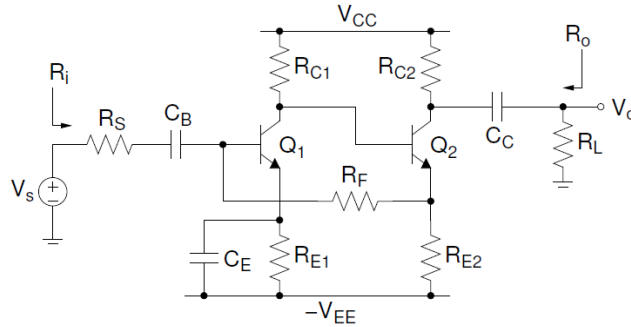 V_CC
R_C1
R_C2
R_o
R_i
R_S
C_B
Q_1
Q_2
C_C
V_o
R_L
V_s
+
−
R_F
C_E
R_E1
R_E2
−V_EE